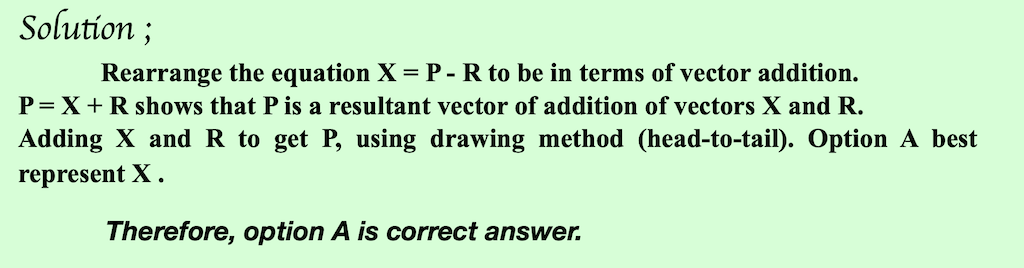 Solution ;
Rearrange the equation X = P - R to be in terms of vector addition.
P = X + R shows that P is a resultant vector of addition of vectors X and R.
Adding X and R to get P, using drawing method (head-to-tail). Option A best
represent X .
Therefore, option A is correct answer.